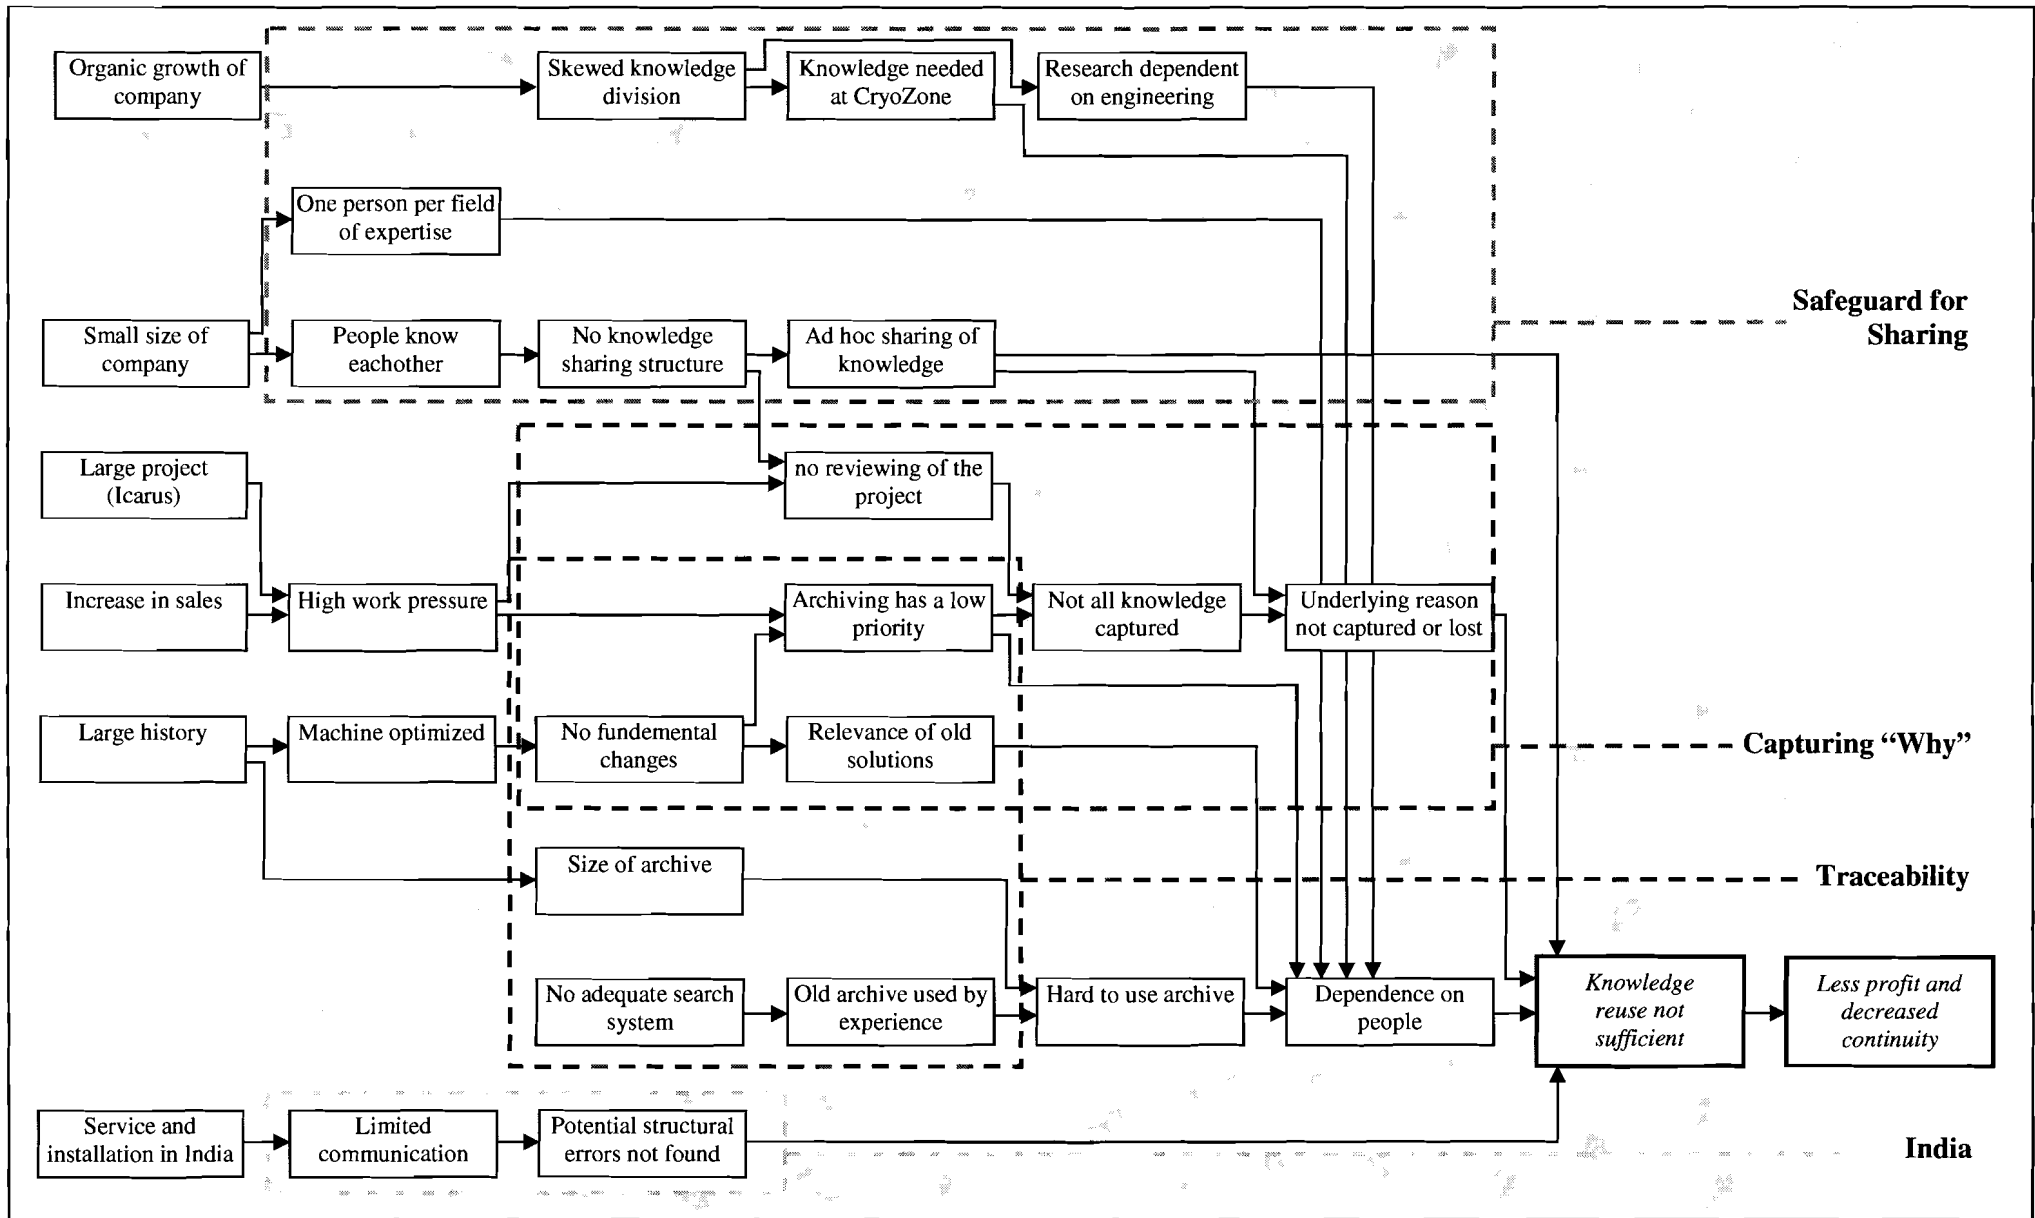 Organic growth of
company
Skewed knowledge
division
Knowledge needed
at CryoZone
Research dependent
on engineering
One person per field
of expertise
Safeguard for
Sharing
Small size of
company
People know
eachother
No knowledge
sharing structure
Ad hoc sharing of
knowledge
Large project
(Icarus)
no reviewing of the
project
Increase in sales
High work pressure
Archiving has a low
priority
Not all knowledge
captured
Underlying reason
not captured or lost
Large history
Machine optimized
No fundemental
changes
Relevance of old
solutions
Capturing “Why”
Size of archive
Traceability
No adequate search
system
Old archive used by
experience
Hard to use archive
Dependence on
people
Knowledge
reuse not
sufficient
Less profit and
decreased
continuity
Service and
installation in India
Limited
communication
Potential structural
errors not found
India